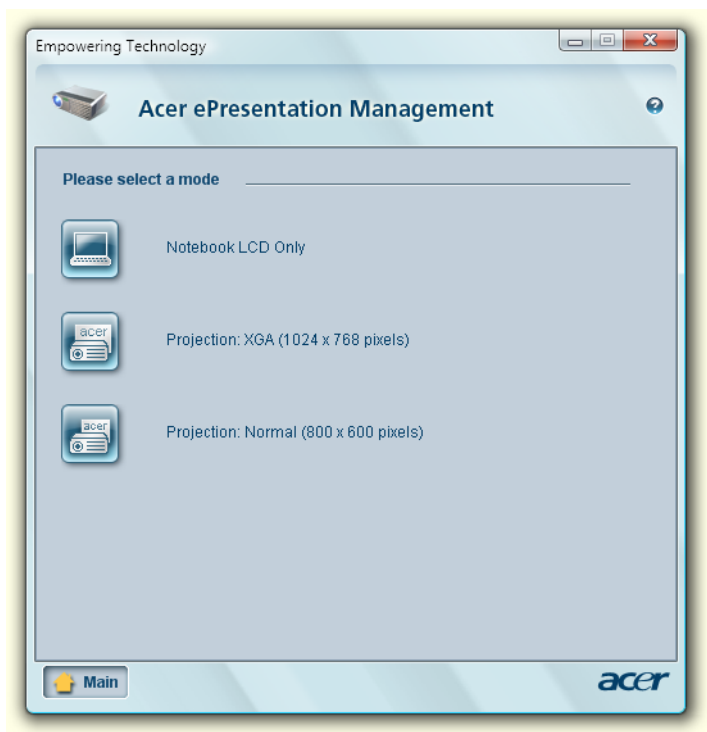 Empowering Technology
Acer ePresentation Management
Please select a mode
Notebook LCD Only
acer
Projection: XGA (1024 x 768 pixels)
acer
Projection: Normal (800 x 600 pixels)
Main
acer